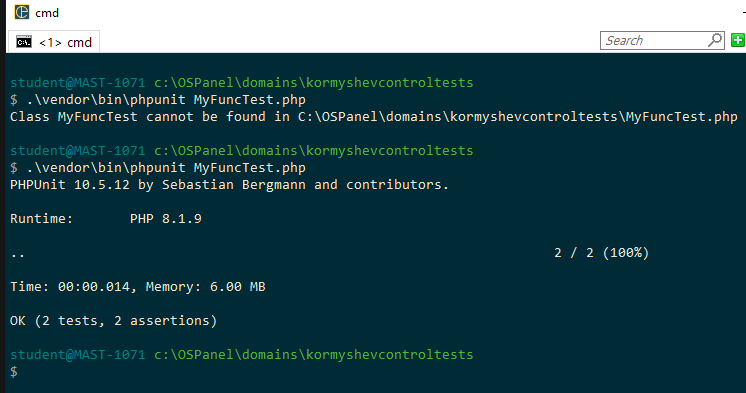 cmd
<1> cmd
Search
student@MAST-1071 c:\OSPanel\domains\kormyshevcontroltests
$ .\vendor\bin\phpunit MyFuncTest.php
Class MyFuncTest cannot be found in C:\OSPanel\domains\kormyshevcontroltests\MyFuncTest.php
student@MAST-1071 c:\OSPanel\domains\kormyshevcontroltests
$ .\vendor\bin\phpunit MyFuncTest.php
PHPUnit 10.5.12 by Sebastian Bergmann and contributors.
Runtime:       PHP 8.1.9
..                                                                  2 / 2 (100%)
Time: 00:00.014, Memory: 6.00 MB
OK (2 tests, 2 assertions)
student@MAST-1071 c:\OSPanel\domains\kormyshevcontroltests
$